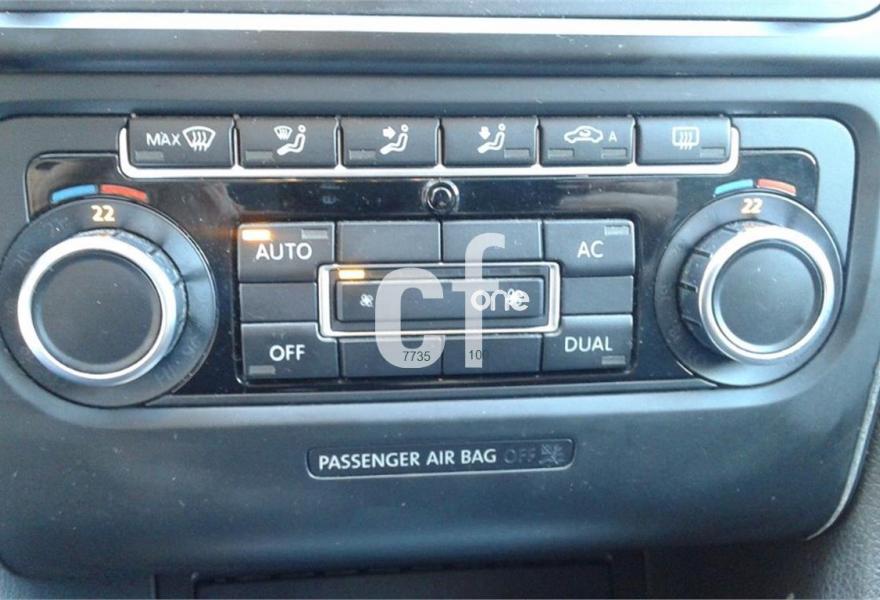 MAX
A
22
22
AUTO
AC
cf
one
OFF
DUAL
7735
100
PASSENGER AIR BAG OFF